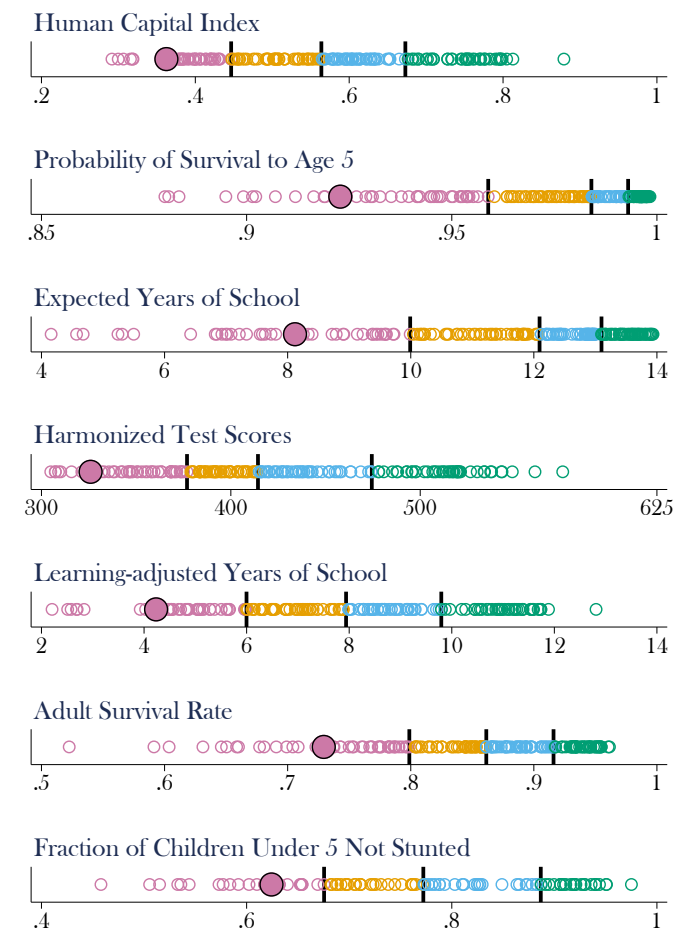 Human Capital Index
.2 .4 .6 .8 1
Probability of Survival to Age 5
.85 .9 .95 1
Expected Years of School
4 6 8 10 12 14
Harmonized Test Scores
300 400 500 625
Learning-adjusted Years of School
2 4 6 8 10 12 14
Adult Survival Rate
.5 .6 .7 .8 .9 1
Fraction of Children Under 5 Not Stunted
.4 .6 .8 1